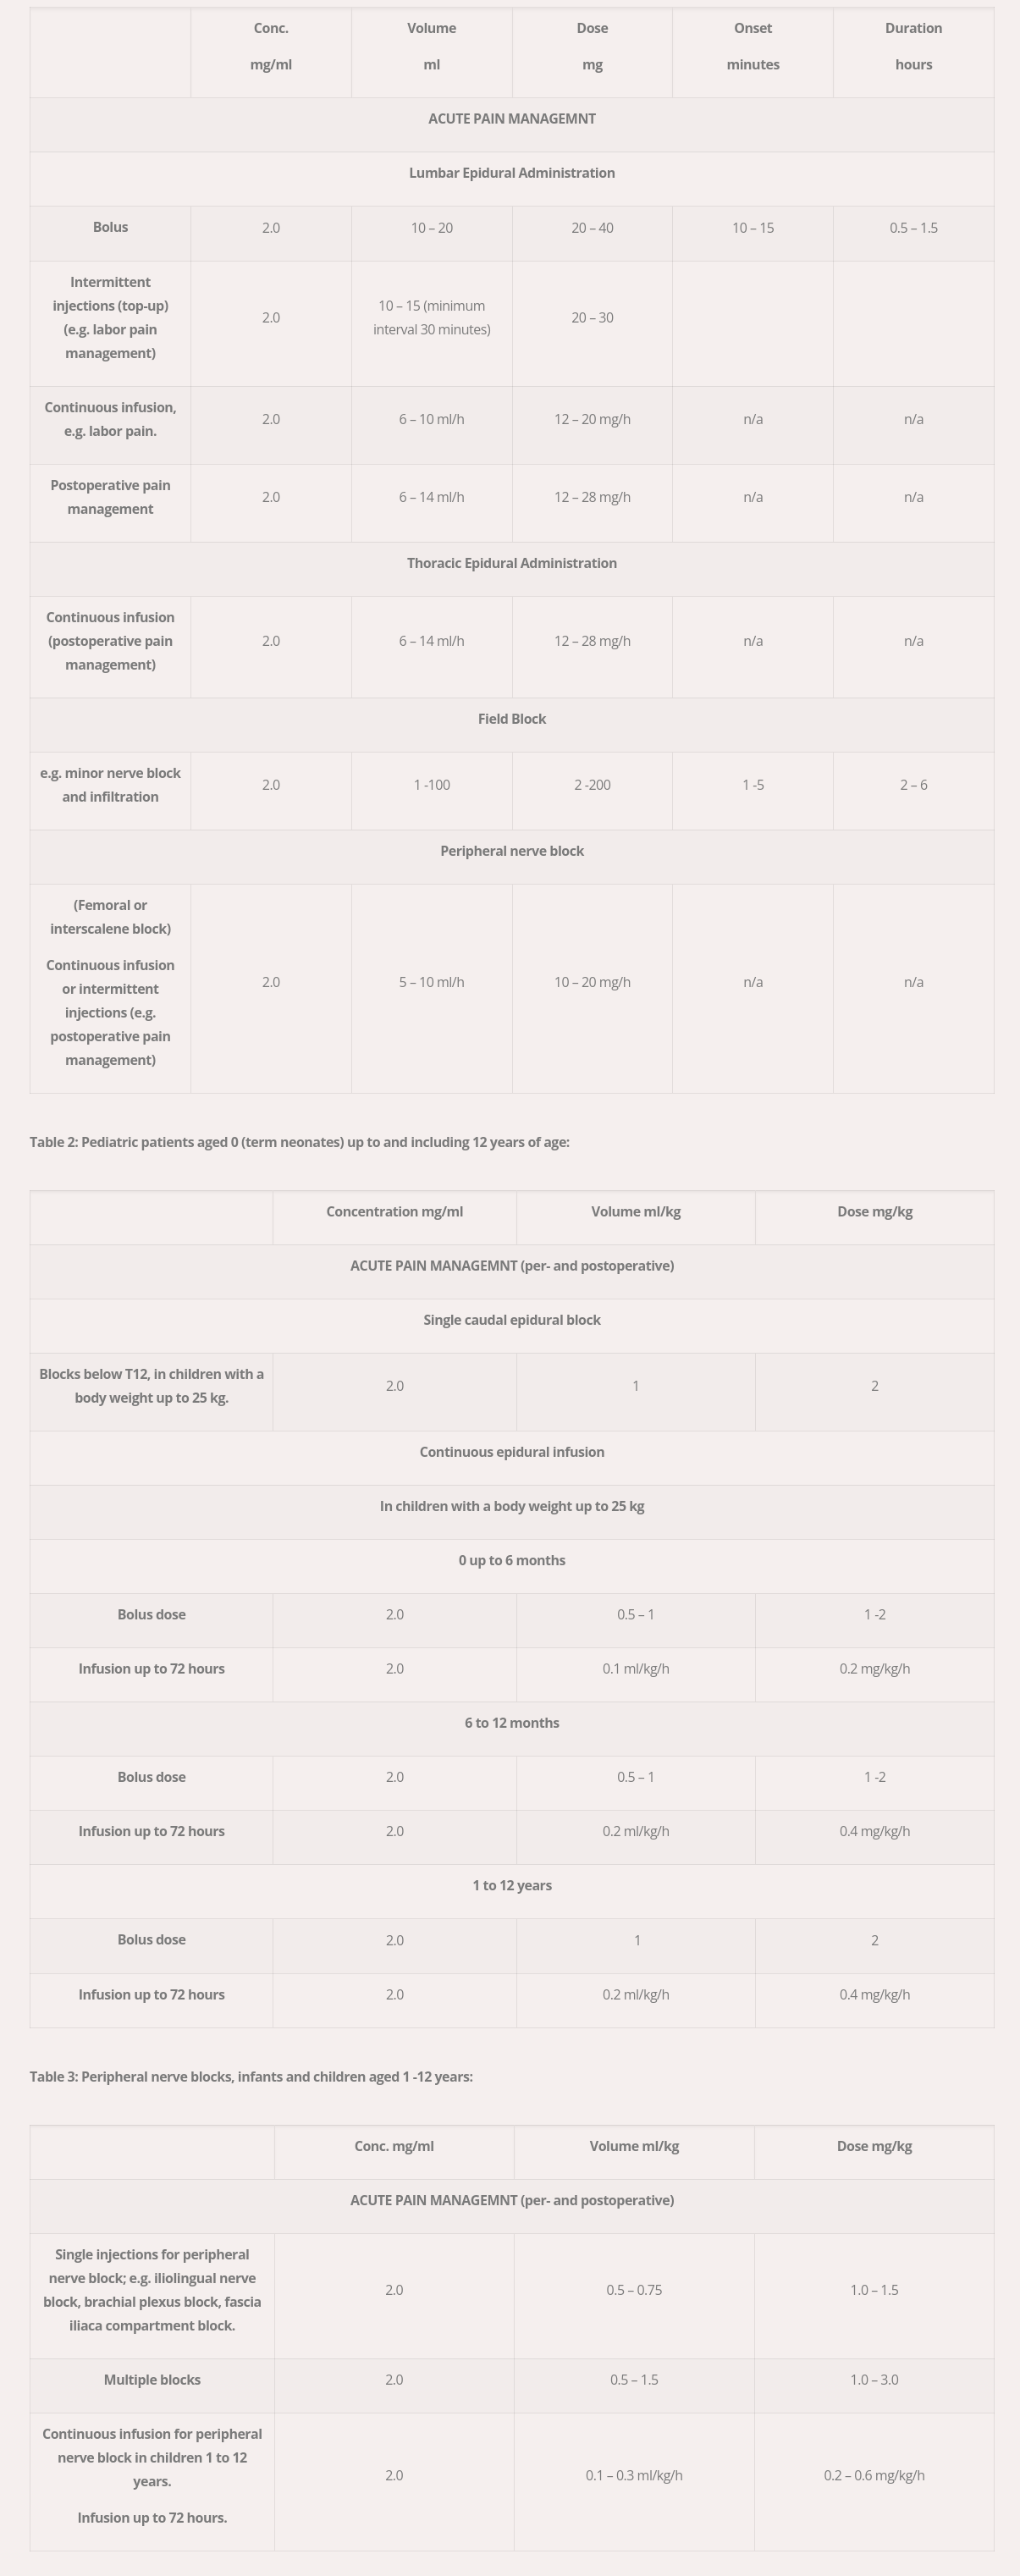 Conc. Volume Dose Onset Duration
mg/ml ml mg minutes hours
ACUTE PAIN MANAGEMNT
Lumbar Epidural Administration
Bolus 2.0 10 – 20 20 – 40 10 – 15 0.5 – 1.5
Intermittent
injections (top-up)
(e.g. labor pain
management)
2.0
10 – 15 (minimum
interval 30 minutes)
20 – 30
Continuous infusion,
e.g. labor pain.
2.0 6 – 10 ml/h 12 – 20 mg/h n/a n/a
Postoperative pain
management
2.0 6 – 14 ml/h 12 – 28 mg/h n/a n/a
Thoracic Epidural Administration
Continuous infusion
(postoperative pain
management)
2.0 6 – 14 ml/h 12 – 28 mg/h n/a n/a
Field Block
e.g. minor nerve block
and infiltration
2.0 1 -100 2 -200 1 -5 2 – 6
Peripheral nerve block
(Femoral or
interscalene block)
Continuous infusion
or intermittent
injections (e.g.
postoperative pain
management)
2.0 5 – 10 ml/h 10 – 20 mg/h n/a n/a
Table 2: Pediatric patients aged 0 (term neonates) up to and including 12 years of age:
Concentration mg/ml Volume ml/kg Dose mg/kg
ACUTE PAIN MANAGEMNT (per- and postoperative)
Single caudal epidural block
Blocks below T12, in children with a
body weight up to 25 kg.
2.0 1 2
Continuous epidural infusion
In children with a body weight up to 25 kg
0 up to 6 months
Bolus dose 2.0 0.5 – 1 1 -2
Infusion up to 72 hours 2.0 0.1 ml/kg/h 0.2 mg/kg/h
6 to 12 months
Bolus dose 2.0 0.5 – 1 1 -2
Infusion up to 72 hours 2.0 0.2 ml/kg/h 0.4 mg/kg/h
1 to 12 years
Bolus dose 2.0 1 2
Infusion up to 72 hours 2.0 0.2 ml/kg/h 0.4 mg/kg/h
Table 3: Peripheral nerve blocks, infants and children aged 1 -12 years:
Conc. mg/ml Volume ml/kg Dose mg/kg
ACUTE PAIN MANAGEMNT (per- and postoperative)
Single injections for peripheral
nerve block; e.g. iliolingual nerve
block, brachial plexus block, fascia
iliaca compartment block.
2.0 0.5 – 0.75 1.0 – 1.5
Multiple blocks 2.0 0.5 – 1.5 1.0 – 3.0
Continuous infusion for peripheral
nerve block in children 1 to 12
years.
Infusion up to 72 hours.
2.0 0.1 – 0.3 ml/kg/h 0.2 – 0.6 mg/kg/h